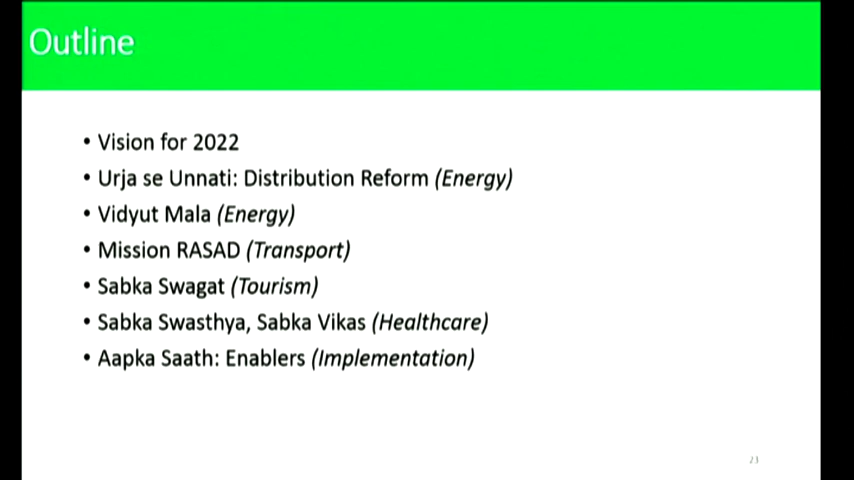 Outline
• Vision for 2022
• Urja se Unnati: Distribution Reform (Energy)
• Vidyut Mala (Energy)
• Mission RASAD (Transport)
• Sabka Swagat (Tourism)
• Sabka Swasthya, Sabka Vikas (Healthcare)
• Aapka Saath: Enablers (Implementation)
23